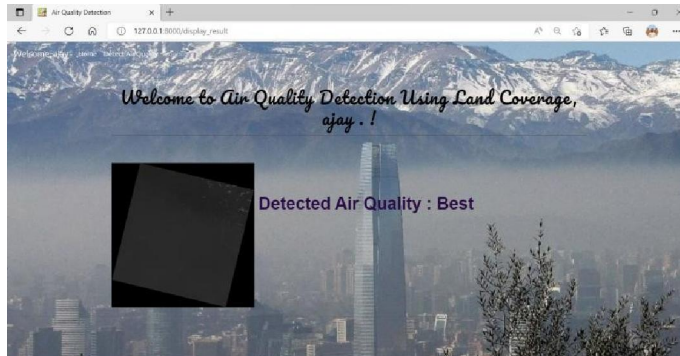 Air Quality Detection
127.0.0.1:8000/display_result
Welcome to Air Quality Detection Using Land Coverage,
ajay . !
Detected Air Quality : Best